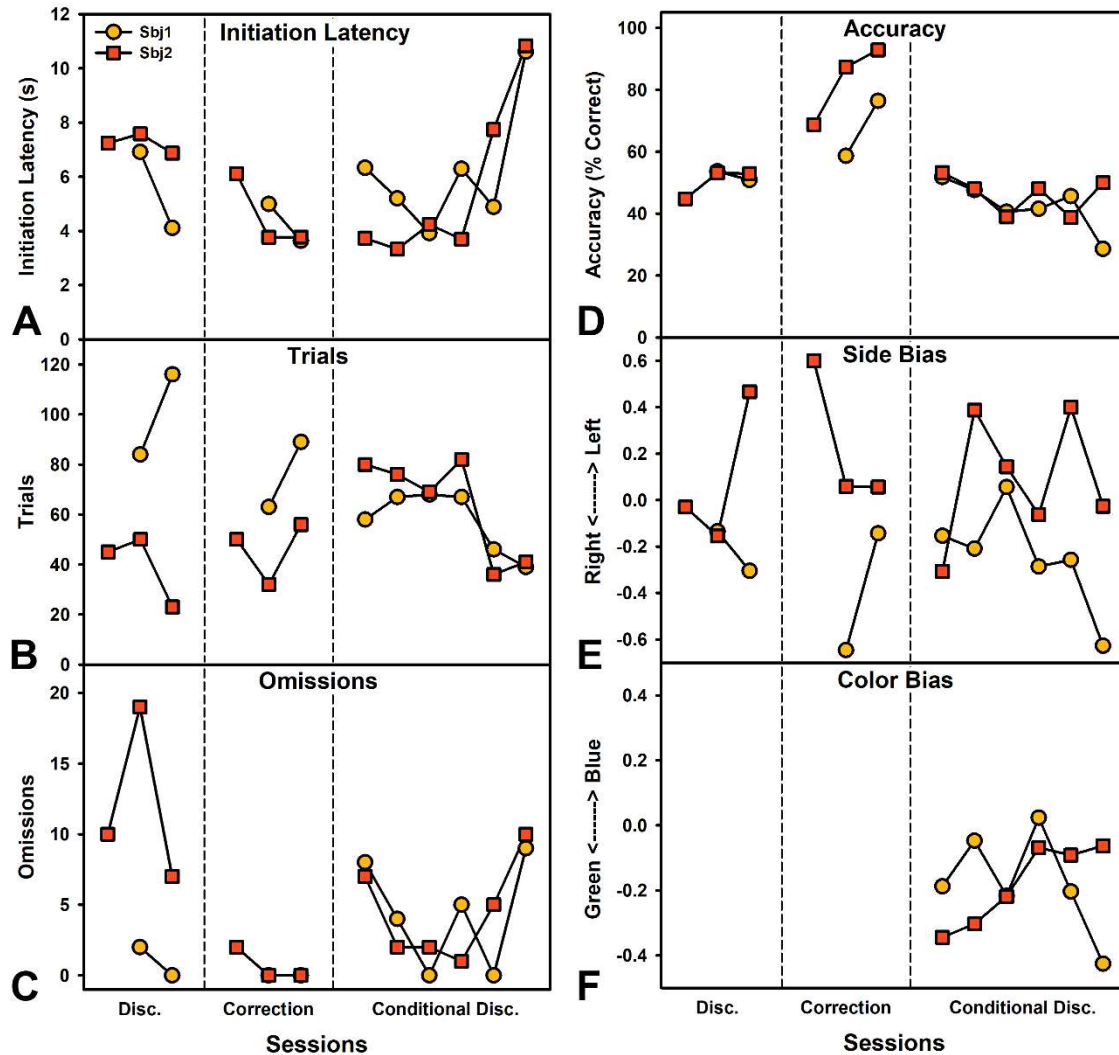 Initiation Latency
Sbj1
Sbj2
Initiation Latency (s)
12
10
8
6
4
2
0
A
Trials
Trials
120
100
80
60
40
20
0
B
Omissions
Omissions
20
15
10
5
0
C
Disc.
Correction
Conditional Disc.
Sessions
Accuracy
Accuracy (% Correct)
100
80
60
40
20
0
D
Side Bias
Right <------> Left
0.6
0.4
0.2
0.0
-0.2
-0.4
-0.6
E
Color Bias
Green <------> Blue
0.4
0.2
0.0
-0.2
-0.4
F
Disc.
Correction
Conditional Disc.
Sessions